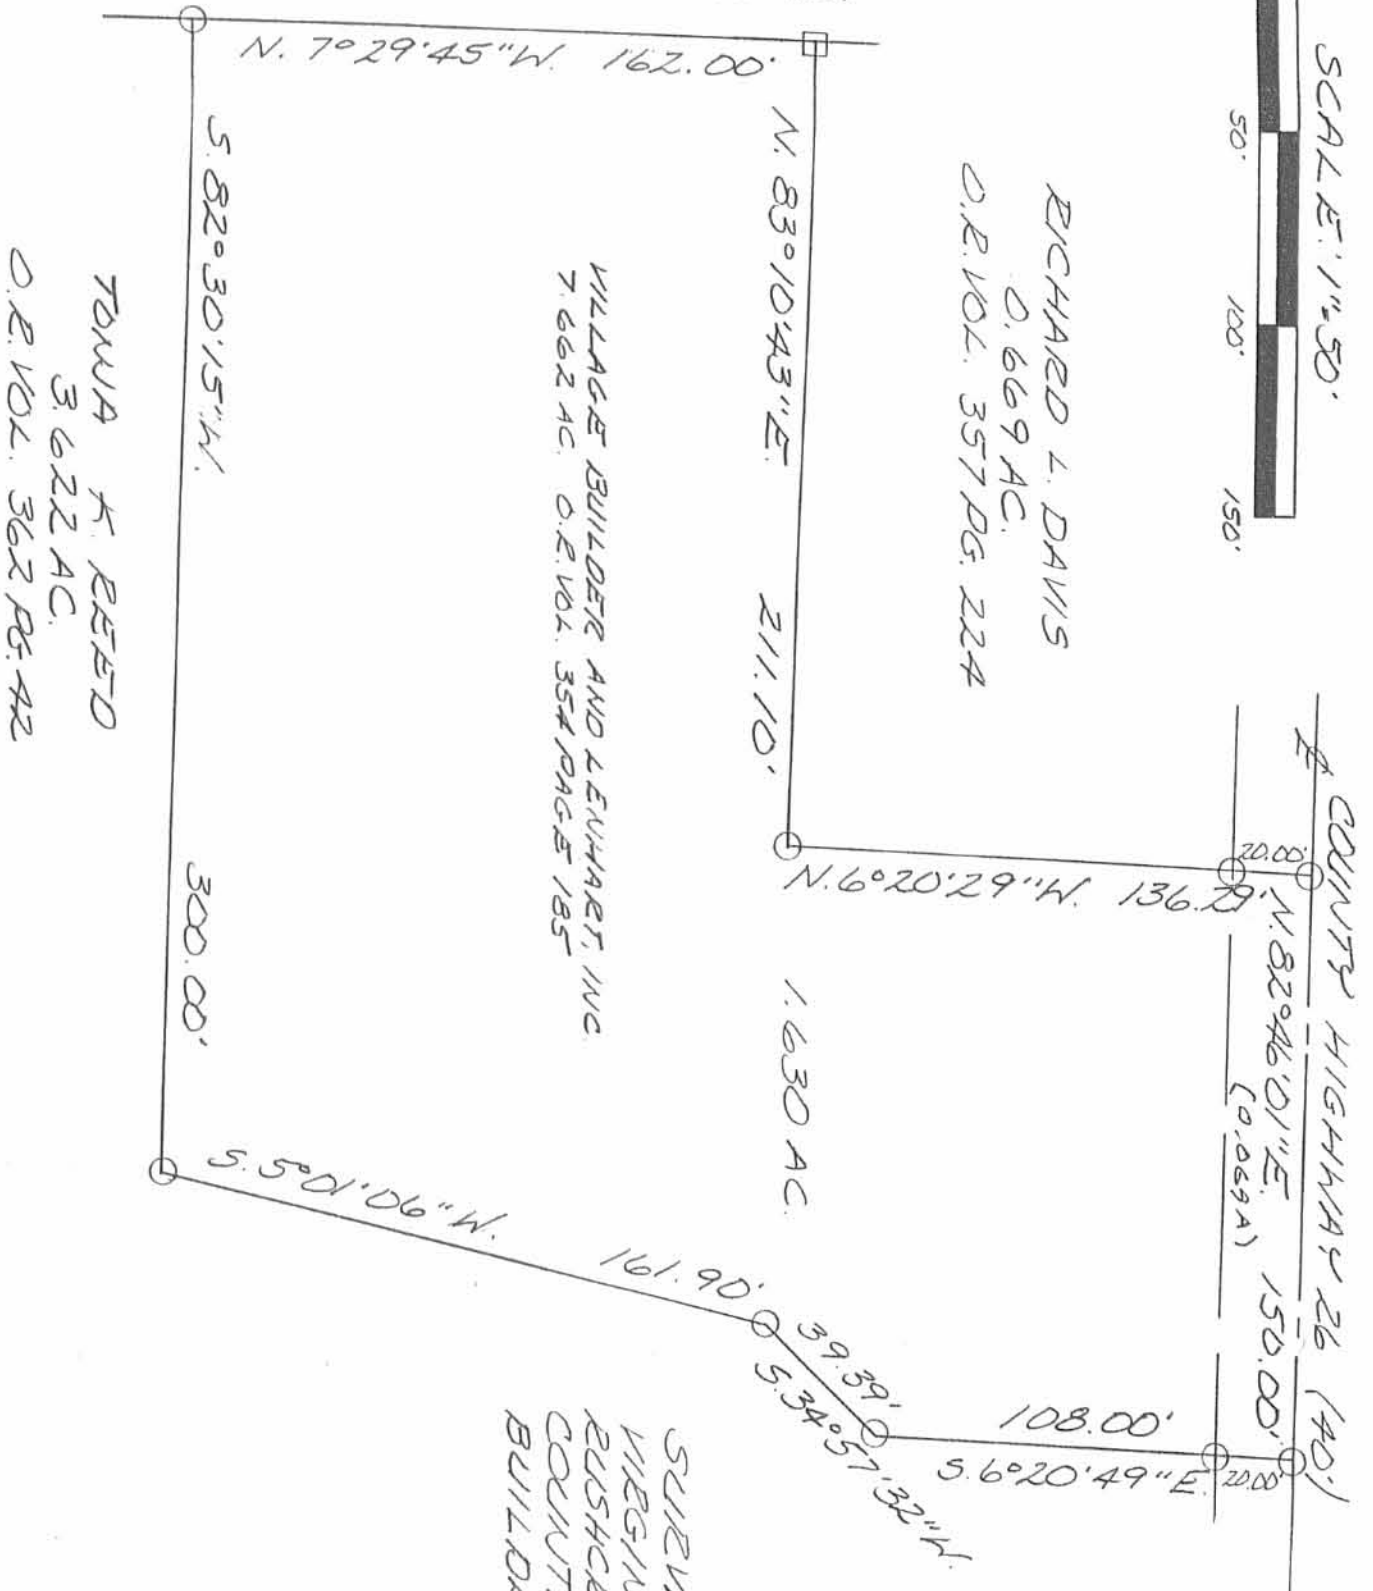 SCALE: 1"=50'
50'
100'
150'
℄ COUNTY HIGHWAY 26 (40')
20.00'
N. 82°46'01"E. 150.00'
(0.069A)
20.00'
RICHARD L. DAVIS
0.669 AC.
O.R. VOL. 357 PG. 224
N. 6°20'29"W. 136.79'
108.00'
S. 6°20'49"E.
N. 83°10'43"E. 211.10'
1.630 AC.
39.39'
S. 34°57'32"W.
N. 7°29'45"W. 162.00'
VILLAGE BUILDER AND LENHART, INC.
7.662 AC. O.R. VOL. 354 PAGE 185
161.90'
S. 5°01'06"W.
S. 82°30'15"W. 300.00'
K. REED
3.622 AC.
O.R. VOL. 362 PG. 42
SURV
VIRGIN
RUSHCR
COUNT
BUILD